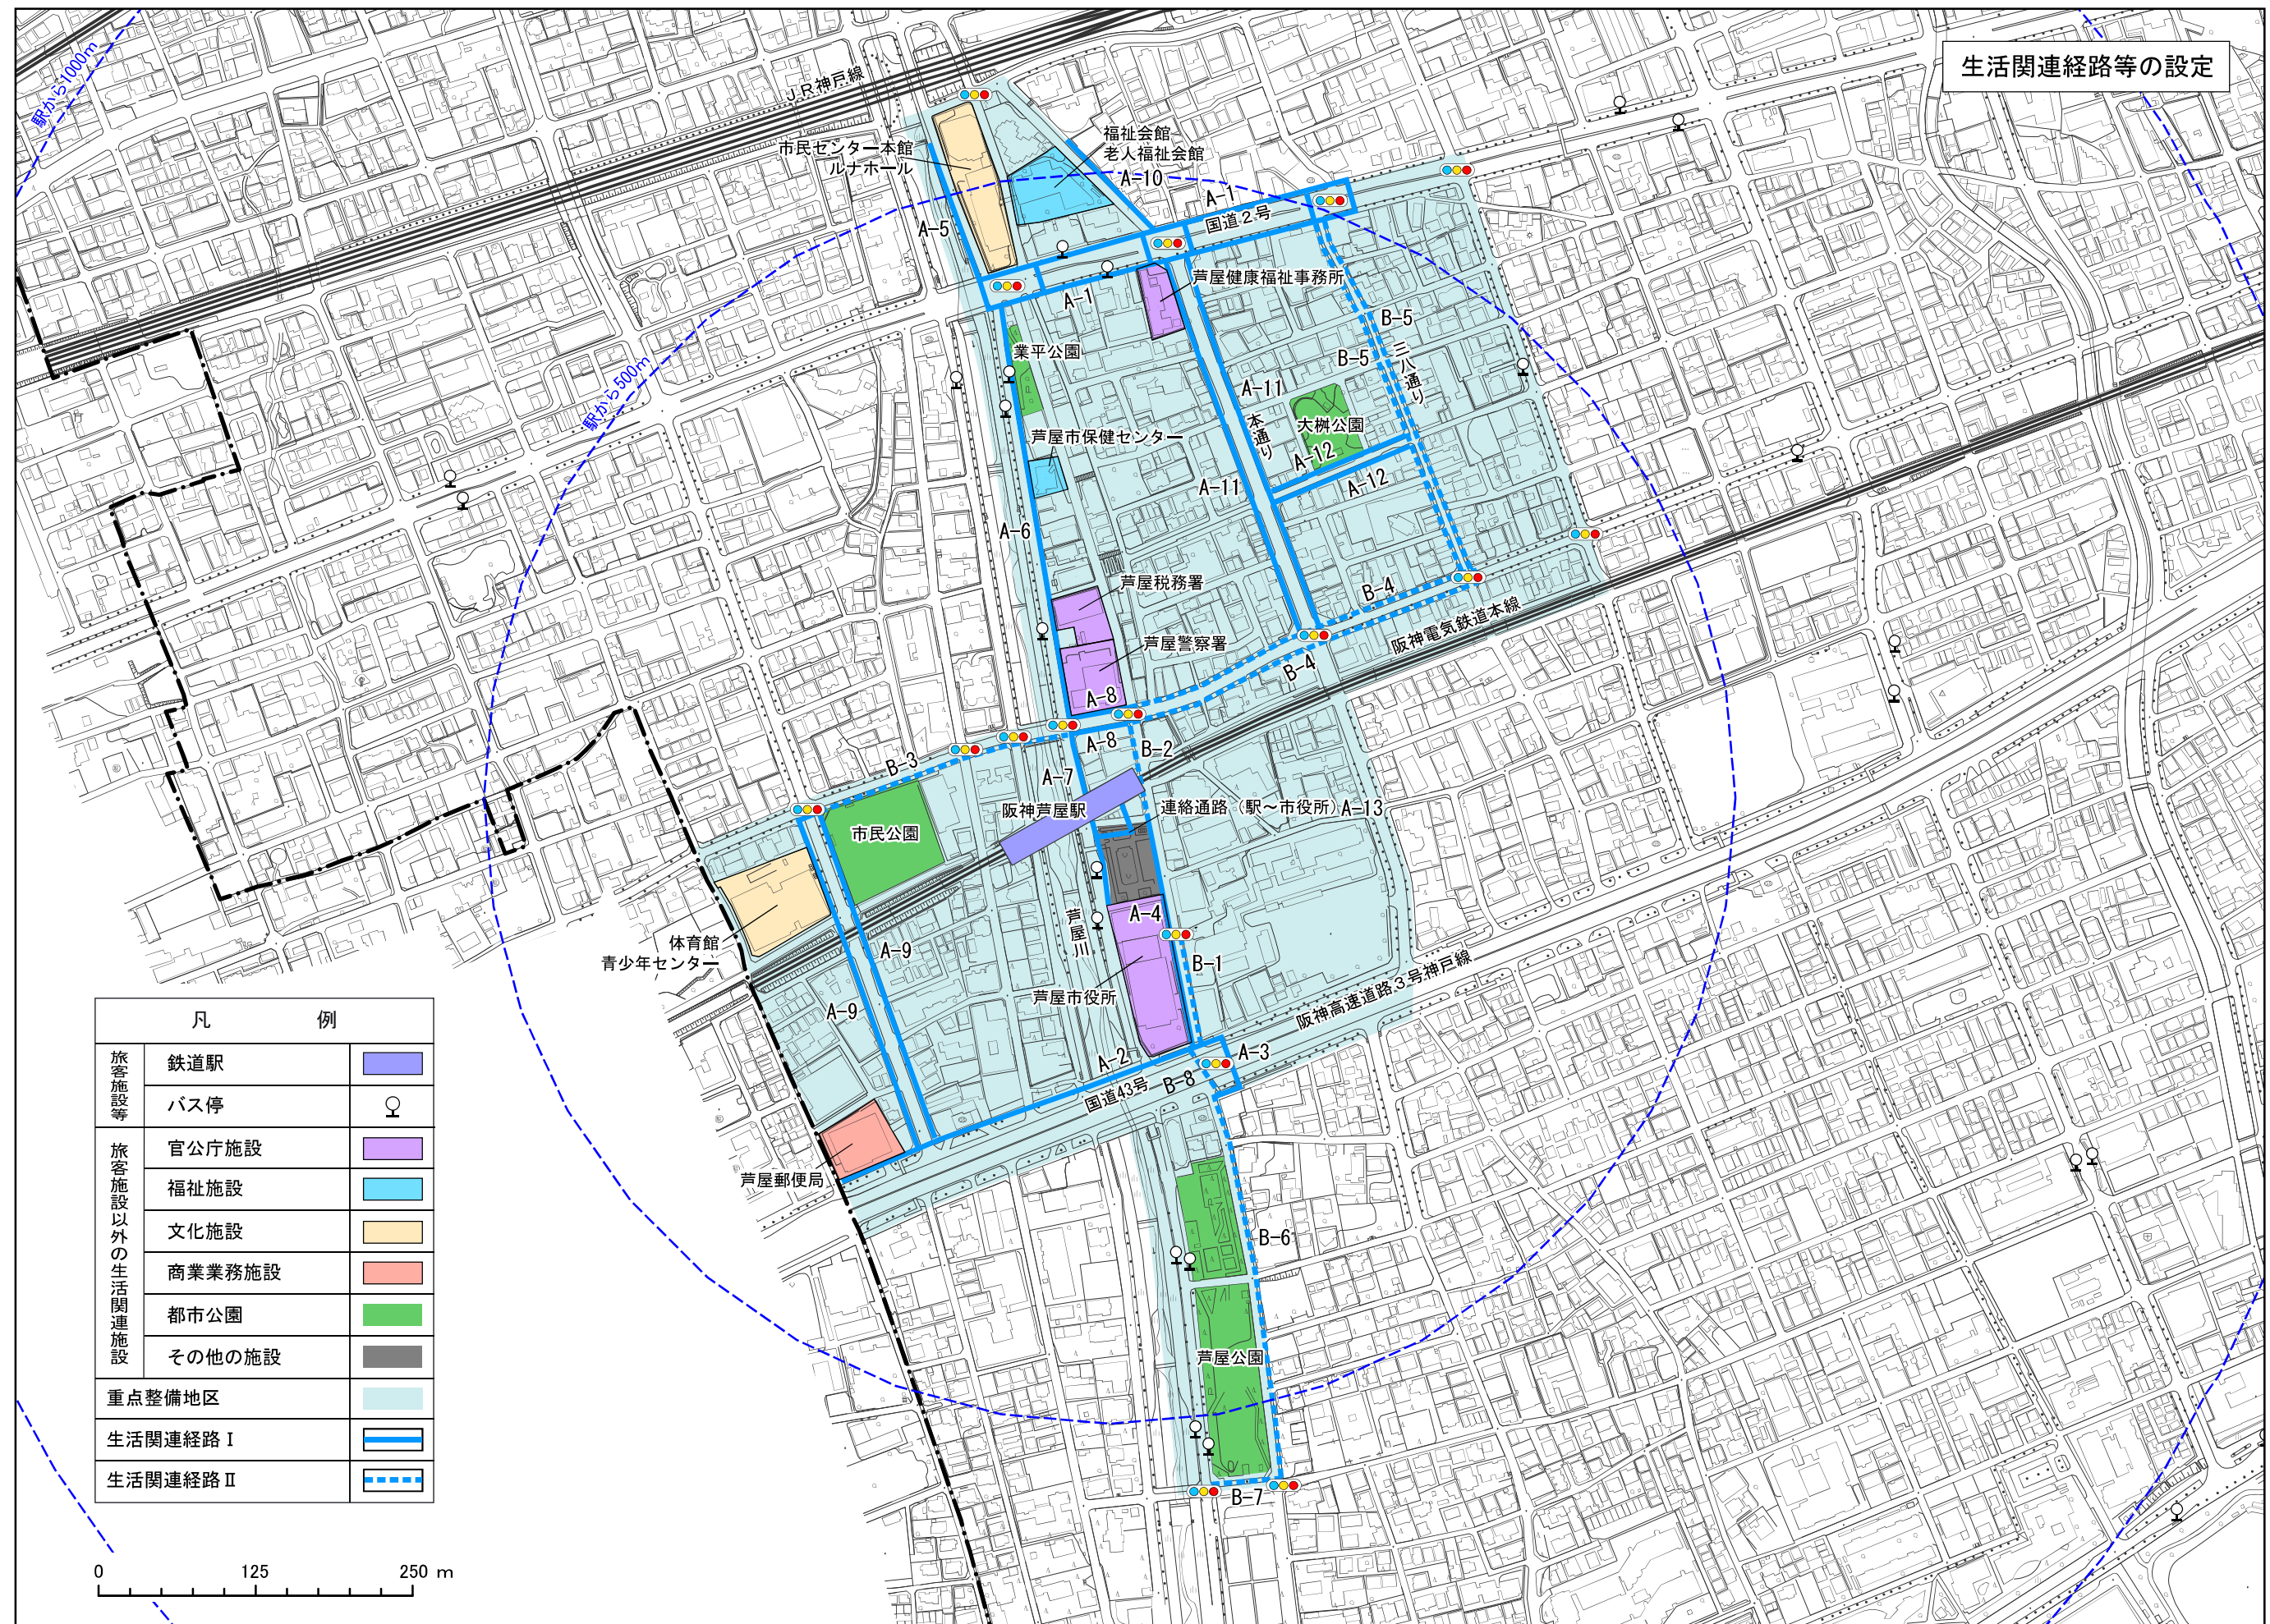 生活関連経路等の設定
駅から1000m
JR神戸線
市民センター本館
ルナホール
福祉会館
老人福祉会館
A-10
A-1
国道2号
A-5
芦屋健康福祉事務所
A-1
駅から500m
業平公園
B-5
B-5
三八通り
A-11
本通り
大桝公園
芦屋市保健センター
A-12
A-12
A-11
A-6
芦屋税務署
B-4
阪神電気鉄道本線
芦屋警察署
B-4
A-8
A-8
B-2
B-3
A-7
阪神芦屋駅
連絡通路(駅～市役所)A-13
市民公園
A-4
芦屋川
体育館
青少年センター
A-9
B-1
阪神高速道路3号神戸線
芦屋市役所
A-9
A-3
A-2
国道43号
B-8
芦屋郵便局
B-6
芦屋公園
B-7
凡例
旅客施設等
鉄道駅
バス停
旅客施設以外の生活関連施設
官公庁施設
福祉施設
文化施設
商業業務施設
都市公園
その他の施設
重点整備地区
生活関連経路Ⅰ
生活関連経路Ⅱ
0 125 250 m